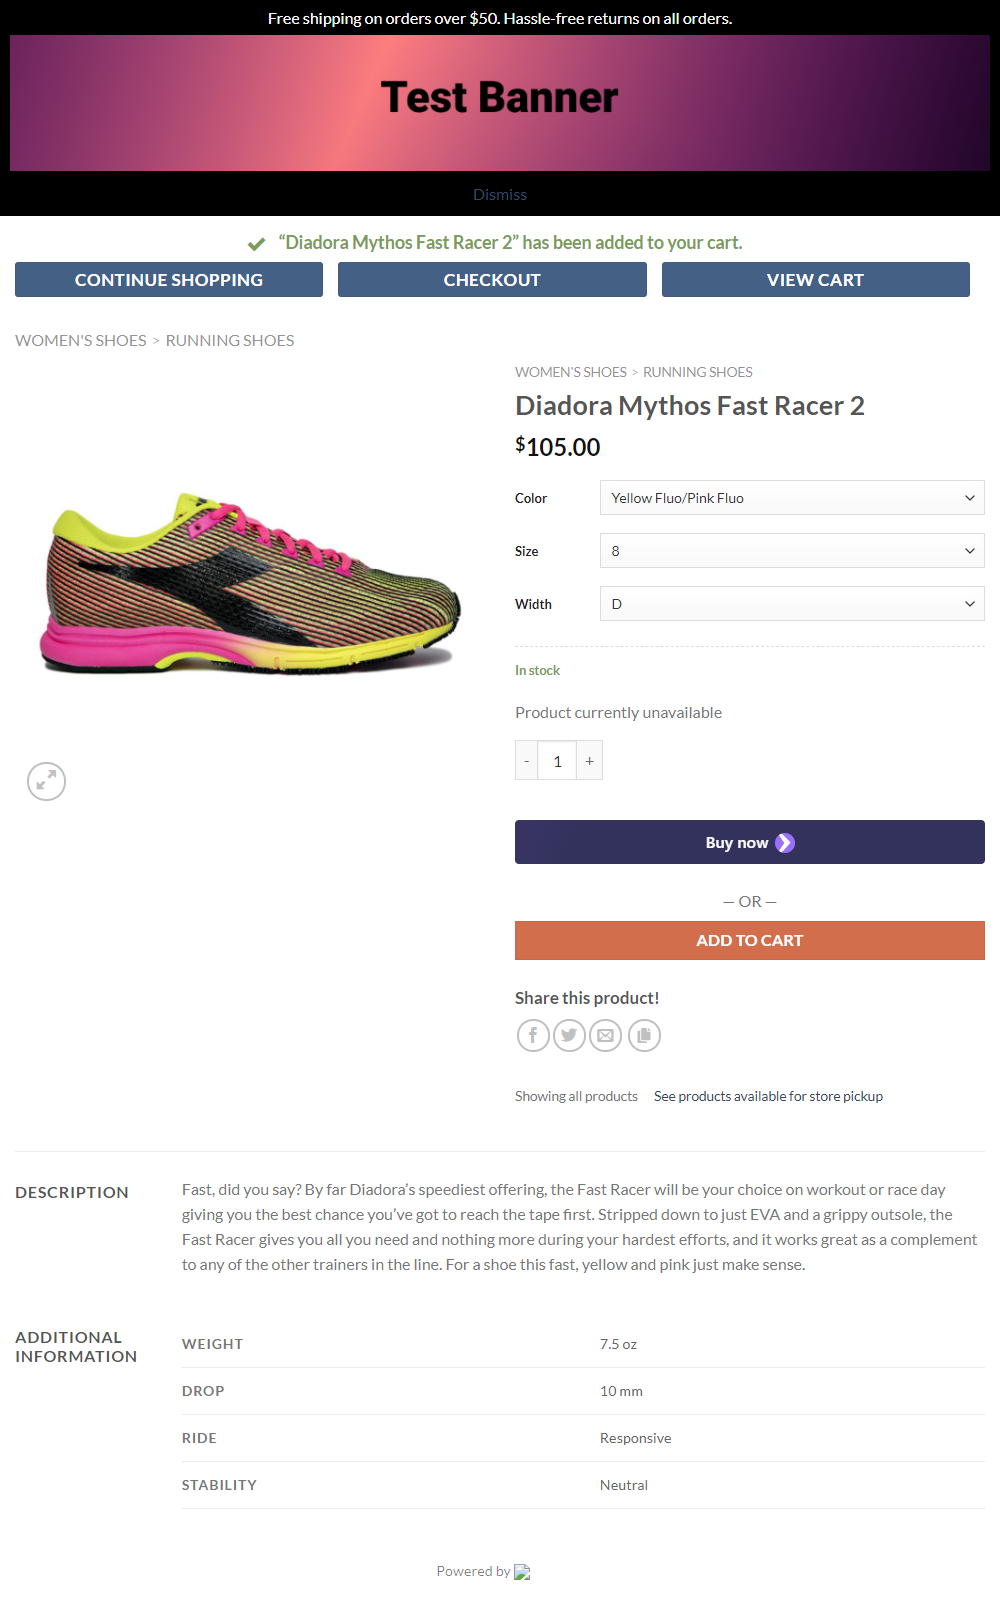 Free shipping on orders over $50. Hassle-free returns on all orders.
Test Banner
Dismiss
“Diadora Mythos Fast Racer 2” has been added to your cart.
CONTINUE SHOPPING
CHECKOUT
VIEW CART
WOMEN'S SHOES > RUNNING SHOES
WOMEN'S SHOES > RUNNING SHOES
Diadora Mythos Fast Racer 2
$105.00
Color
Yellow Fluo/Pink Fluo
Size
8
Width
D
In stock
Product currently unavailable
- 1 +
Buy now
— OR —
ADD TO CART
Share this product!
Showing all products See products available for store pickup
DESCRIPTION
Fast, did you say? By far Diadora’s speediest offering, the Fast Racer will be your choice on workout or race day
giving you the best chance you’ve got to reach the tape first. Stripped down to just EVA and a grippy outsole, the
Fast Racer gives you all you need and nothing more during your hardest efforts, and it works great as a complement
to any of the other trainers in the line. For a shoe this fast, yellow and pink just make sense.
ADDITIONAL
INFORMATION
WEIGHT 7.5 oz
DROP 10 mm
RIDE Responsive
STABILITY Neutral
Powered by